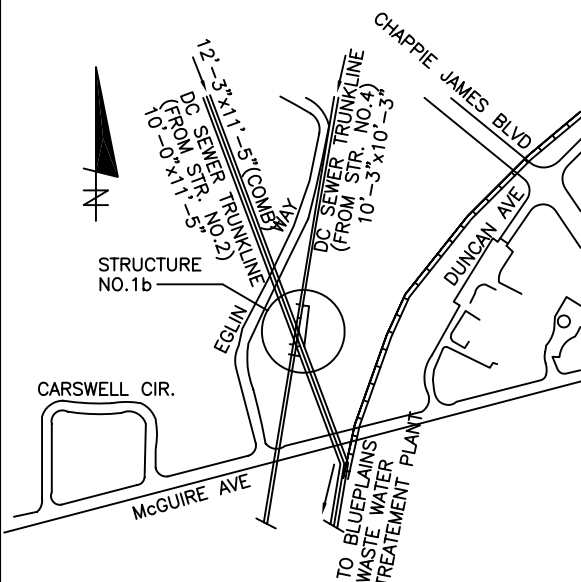 CHAPPIE JAMES BLVD
12'-3"x11'-5"(COMB)
DC SEWER TRUNKLINE
(FROM STR. NO.2)
10'-0"x11'-5"
DC SEWER TRUNKLINE
(FROM STR. NO.4)
10'-3"x10'-3"
N
DUNCAN AVE
STRUCTURE
NO.1b
EGLIN WAY
CARSWELL CIR.
McGUIRE AVE
TO BLUEPLAINS
WASTE WATER
TREATEMENT PLANT